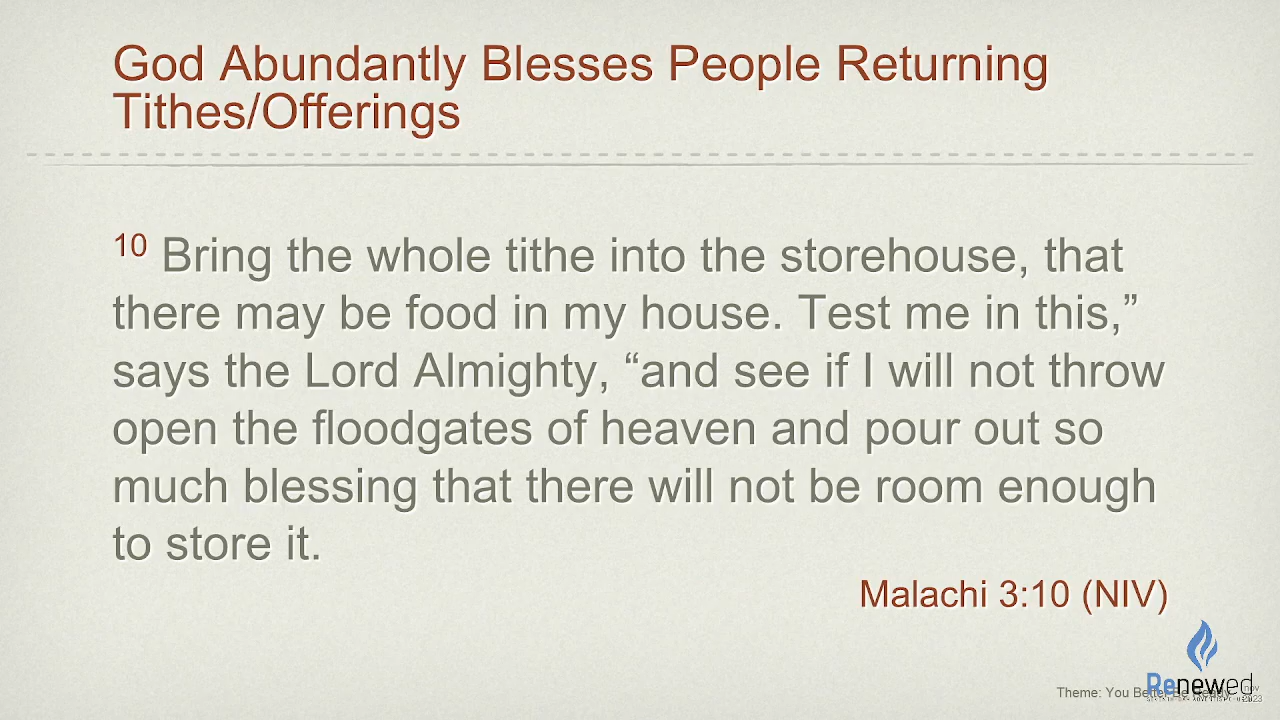 God Abundantly Blesses People Returning
Tithes/Offerings
10 Bring the whole tithe into the storehouse, that
there may be food in my house. Test me in this,”
says the Lord Almighty, “and see if I will not throw
open the floodgates of heaven and pour out so
much blessing that there will not be room enough
to store it.
Malachi 3:10 (NIV)
Renewed
Theme: You Better Be Ready
2023